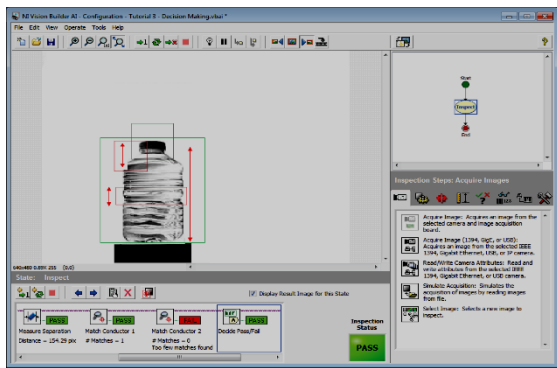 NI Vision Builder AI - Configuration - Tutorial 3 - Decision Making.vbai *
File Edit View Operate Tools Help
Start
Inspect
End
Inspection Steps: Acquire Images
Acquire Image: Acquires an image from the
selected camera and image acquisition
board.
Acquire Image (1394, GigE, or USB):
Acquires an image from the selected IEEE
1394, Gigabit Ethernet, USB, or IP camera.
Read/Write Camera Attributes: Read and
write attributes from the selected IEEE
1394, Gigabit Ethernet, or USB camera.
Simulate Acquisition: Simulates the
acquisition of images by reading images
from file.
Select Image: Selects a new image to
inspect.
(0,0)
State: Inspect
Display Result Image for this State
PASS
PASS
FAIL
Measure Separation
Match Conductor 1
Match Conductor 2
Decide Pass/Fail
Distance = 154.29 pix
# Matches = 1
# Matches = 0
Too few matches found
Inspection
Status
PASS